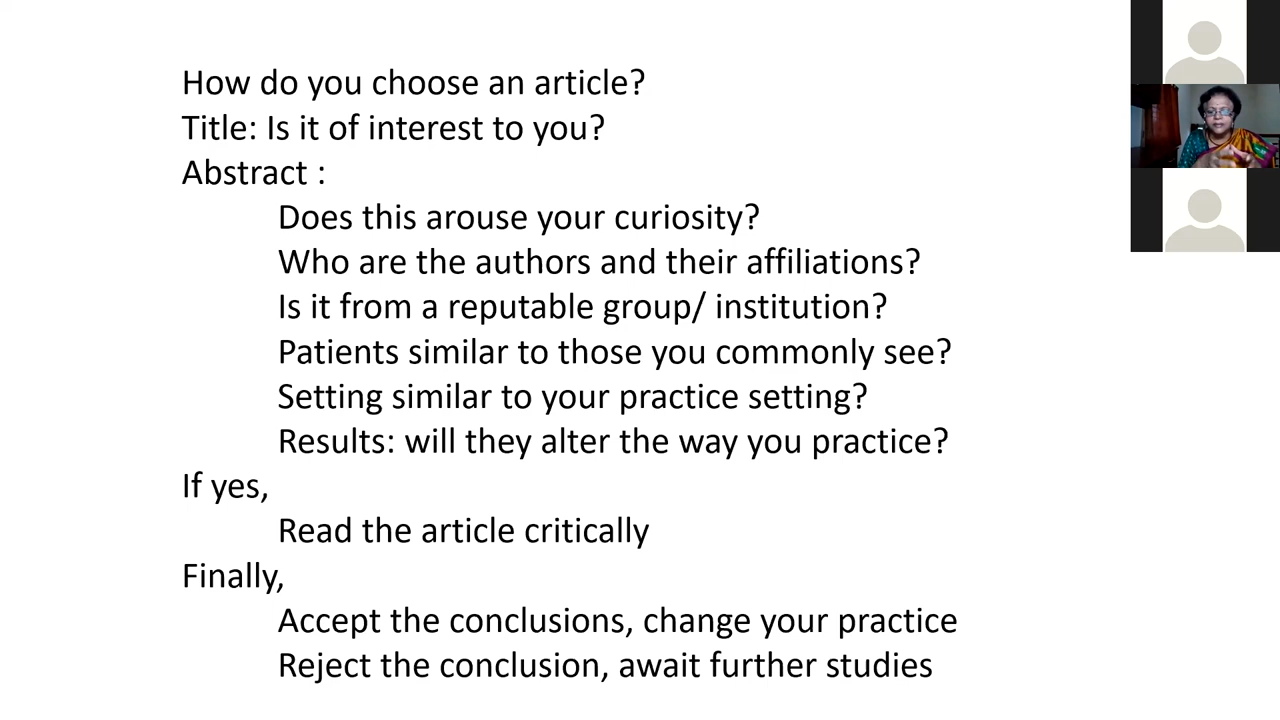 How do you choose an article?
Title: Is it of interest to you?
Abstract :
Does this arouse your curiosity?
Who are the authors and their affiliations?
Is it from a reputable group/ institution?
Patients similar to those you commonly see?
Setting similar to your practice setting?
Results: will they alter the way you practice?
If yes,
Read the article critically
Finally,
Accept the conclusions, change your practice
Reject the conclusion, await further studies